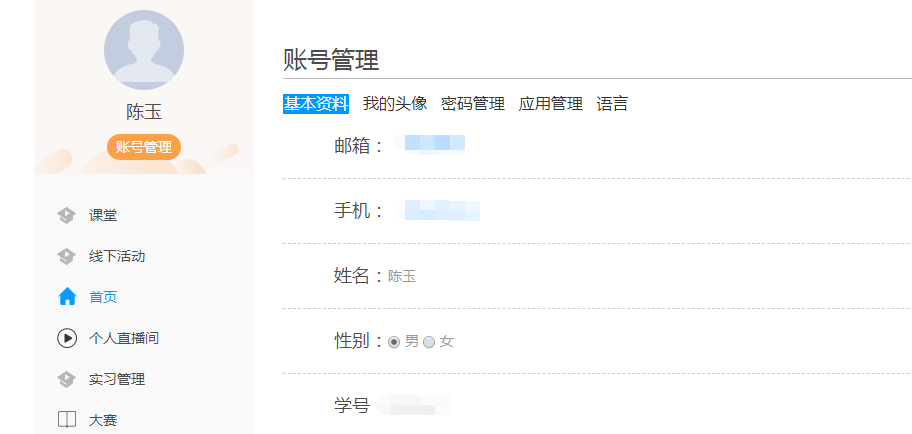 陈玉
账号管理
课堂
线下活动
首页
个人直播间
实习管理
大赛
账号管理
基本资料 我的头像 密码管理 应用管理 语言
邮箱：
手机：
姓名：陈玉
性别：男 女
学号